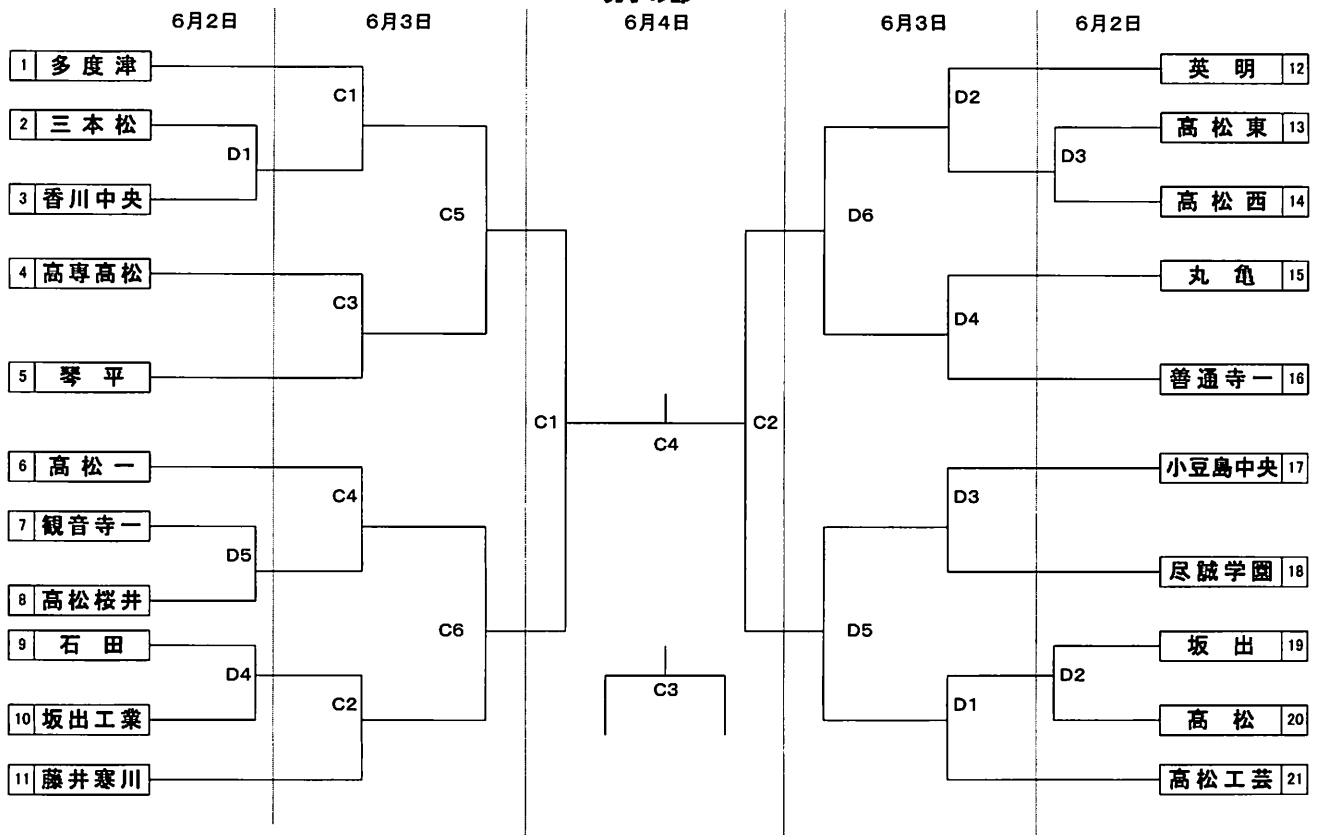 6月2日 6月3日 6月4日 6月3日 6月2日
1 多度津
2 三本松
3 香川中央
4 高専高松
5 琴平
6 高松一
7 観音寺一
8 高松桜井
9 石田
10 坂出工業
11 藤井寒川
C1
D1
C5
C3
C4
D5
C6
D4
C2
C1
C4
C3
C2
D2
D3
D6
D4
D3
D5
D2
D1
英明 12
高松東 13
高松西 14
丸亀 15
善通寺一 16
小豆島中央 17
尽誠学園 18
坂出 19
高松 20
高松工芸 21